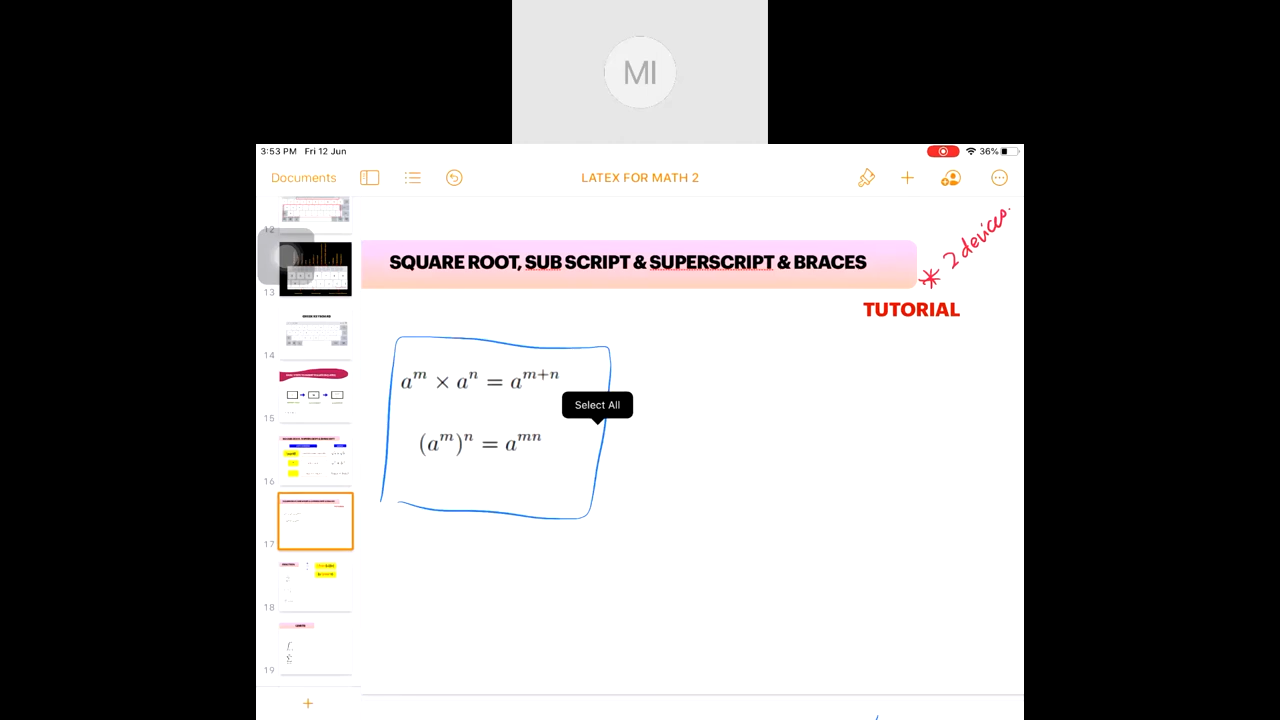 MI
3:53 PM Fri 12 Jun
36%
Documents
LATEX FOR MATH 2
* 2 devices.
SQUARE ROOT, SUB SCRIPT & SUPERSCRIPT & BRACES
TUTORIAL
a^m × a^n = a^{m+n}
Select All
(a^m)^n = a^{mn}
12
13
14
15
16
17
18
19